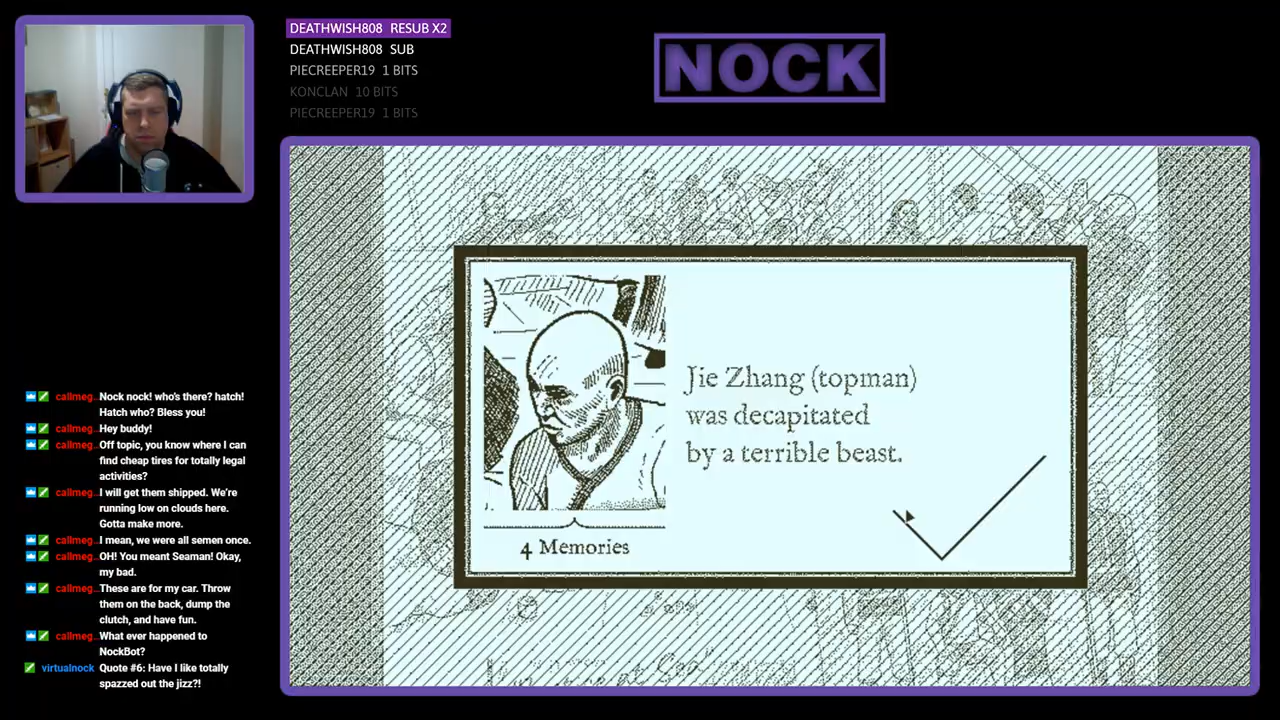 DEATHWISH808 RESUB X2
DEATHWISH808 SUB
PIECREEPER19 1 BITS
KONCLAN 10 BITS
PIECREEPER19 1 BITS
NOCK
Jie Zhang (topman)
was decapitated
by a terrible beast.
4 Memories
callmeg… Nock nock! who's there? hatch!
Hatch who? Bless you!
callmeg… Hey buddy!
callmeg… Off topic, you know where I can
find cheap tires for totally legal
activities?
callmeg… I will get them shipped. We're
running low on clouds here.
Gotta make more.
callmeg… I mean, we were all semen once.
callmeg… OH! You meant Seaman! Okay,
my bad.
callmeg… These are for my car. Throw
them on the back, dump the
clutch, and have fun.
callmeg… What ever happened to
NockBot?
virtualnock Quote #6: Have I like totally
spazzed out the jizz?!